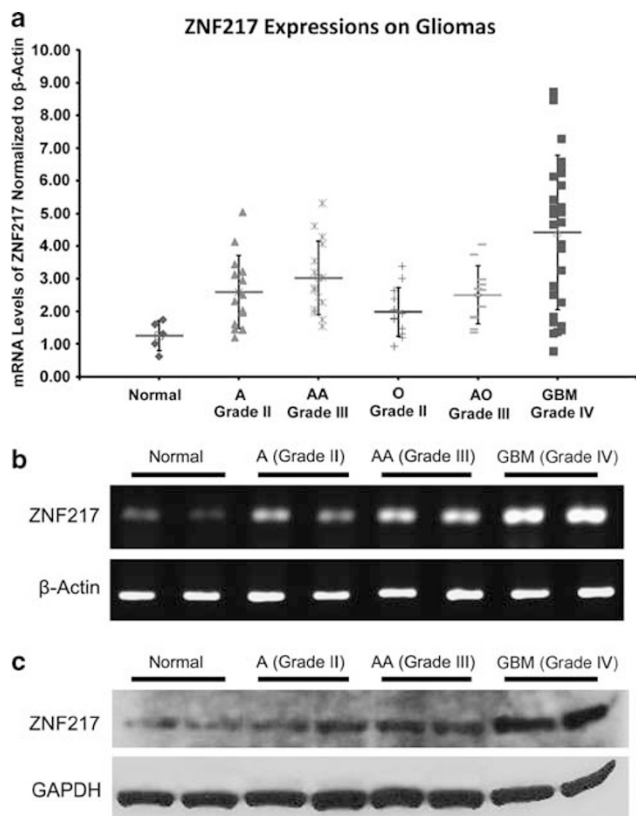 a
ZNF217 Expressions on Gliomas
mRNA Levels of ZNF217 Normalized to β-Actin
10.00
9.00
8.00
7.00
6.00
5.00
4.00
3.00
2.00
1.00
0.00
Normal
A
Grade II
AA
Grade III
O
Grade II
AO
Grade III
GBM
Grade IV
b
Normal A (Grade II) AA (Grade III) GBM (Grade IV)
ZNF217
β-Actin
c
Normal A (Grade II) AA (Grade III) GBM (Grade IV)
ZNF217
GAPDH